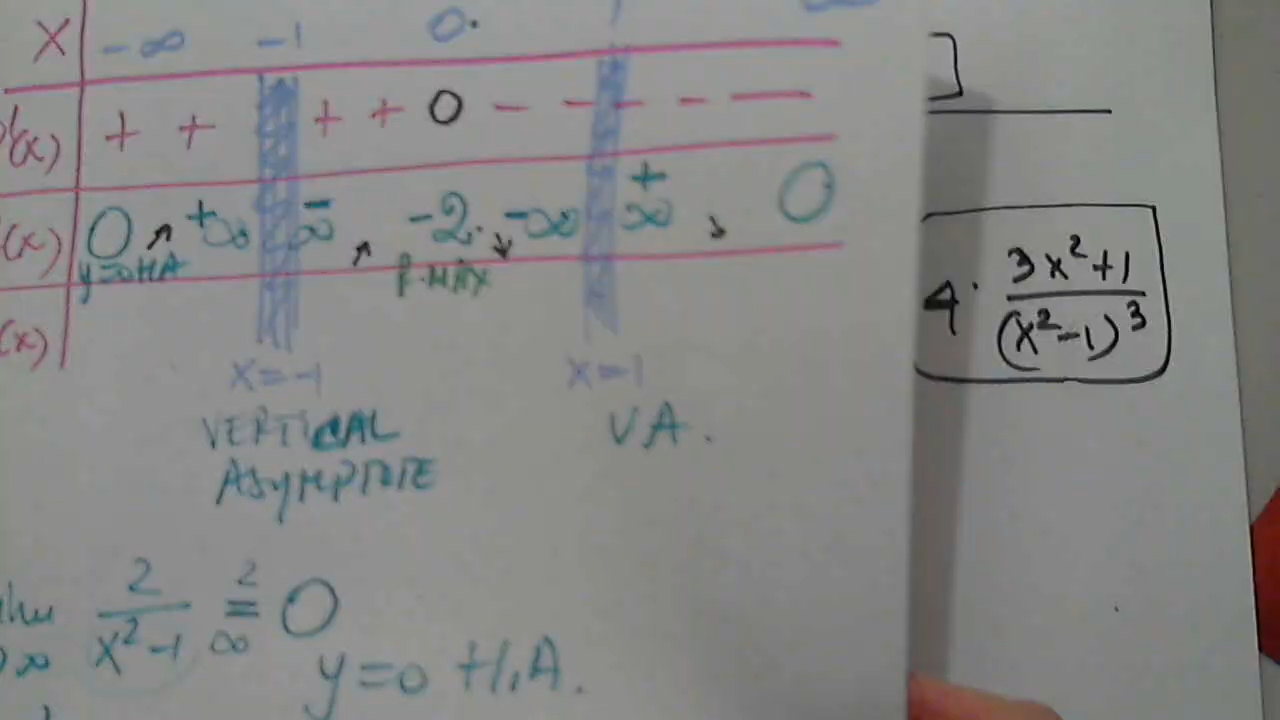 x -∞ -1 0
(x) + + + + 0 - - - - -
(x) 0 ↗ +∞ -∞ ↗ -2 ↘ -∞ +∞ ↘ 0
y=0 HA P.MAX
(x)
x=-1 x=1
VERTICAL V A.
ASYMPTOTE
2/(x²-1) = 2/∞ = 0
y=0 H.A.
4· (3x²+1)/(x²-1)³